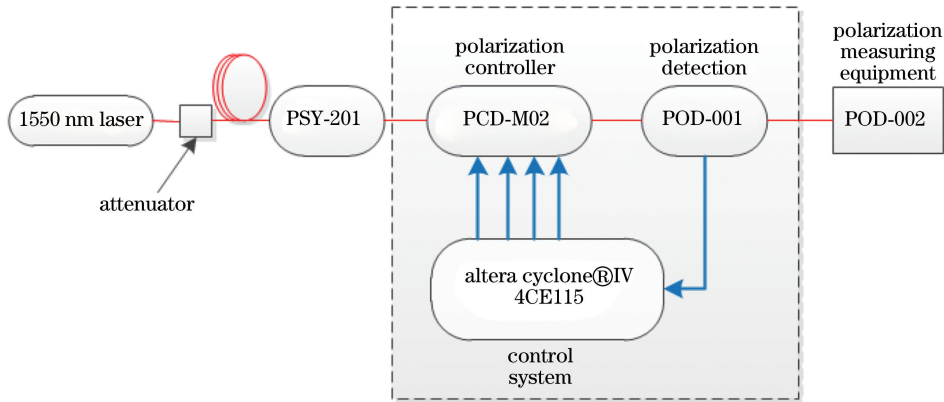 1550 nm laser
attenuator
PSY-201
polarization
controller
PCD-M02
polarization
detection
POD-001
polarization
measuring
equipment
POD-002
altera cyclone®IV
4CE115
control
system